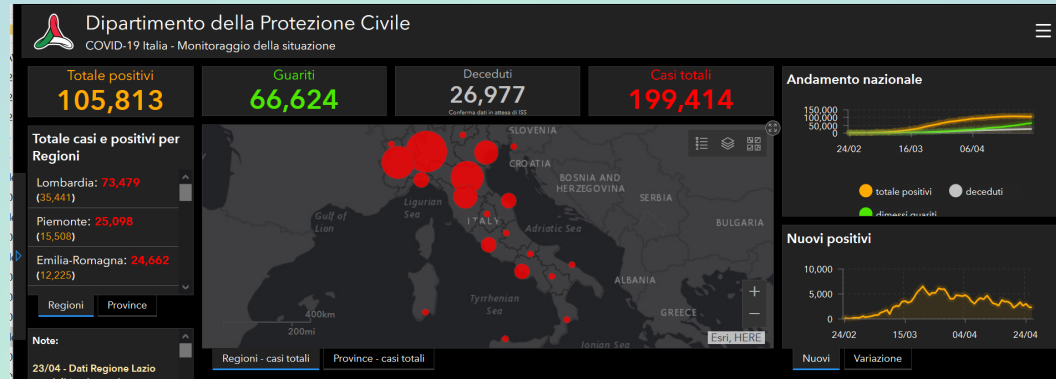 Dipartimento della Protezione Civile
COVID-19 Italia - Monitoraggio della situazione
Totale positivi
105,813
Guariti
66,624
Deceduti
26,977
Conferma dati in attesa di ISS
Casi totali
199,414
Totale casi e positivi per
Regioni
Lombardia: 73,479
(35,441)
Piemonte: 25,098
(15,508)
Emilia-Romagna: 24,662
(12,225)
Regioni
Province
Note:
23/04 - Dati Regione Lazio
SLOVENIA
CROATIA
BOSNIA AND
HERZEGOVINA
SERBIA
Ligurian
Sea
Gulf of
Lion
ITALY
Adriatic Sea
BULGARIA
ALBANIA
Tyrrhenian
Sea
GREECE
Ionian Sea
400km
200mi
+
−
Esri, HERE
Regioni - casi totali
Province - casi totali
Andamento nazionale
150,000
100,000
50,000
0
24/02
16/03
06/04
totale positivi
deceduti
dimessi guariti
Nuovi positivi
10,000
5,000
0
24/02
15/03
04/04
24/04
Nuovi
Variazione